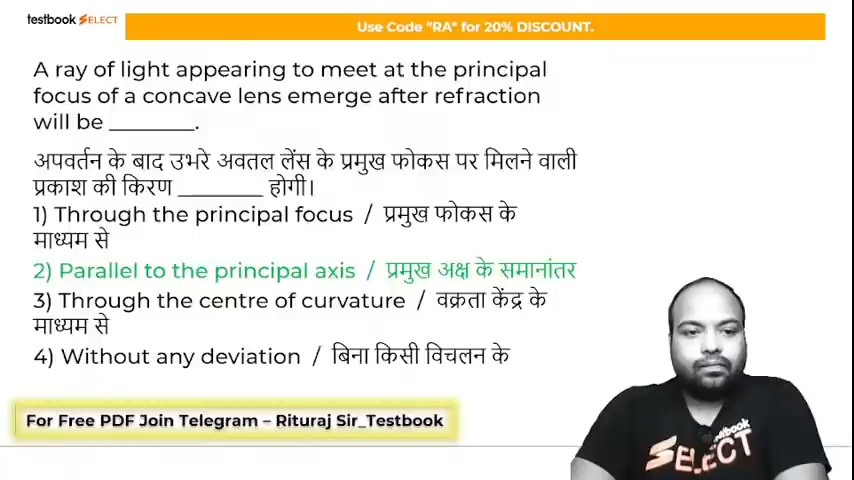 testbook SELECT
Use Code "RA" for 20% DISCOUNT.
A ray of light appearing to meet at the principal
focus of a concave lens emerge after refraction
will be ________.
अपवर्तन के बाद उभरे अवतल लेंस के प्रमुख फोकस पर मिलने वाली
प्रकाश की किरण ________ होगी।
1) Through the principal focus / प्रमुख फोकस के
माध्यम से
2) Parallel to the principal axis / प्रमुख अक्ष के समानांतर
3) Through the centre of curvature / वक्रता केंद्र के
माध्यम से
4) Without any deviation / बिना किसी विचलन के
For Free PDF Join Telegram – Rituraj Sir_Testbook
testbook
SELECT